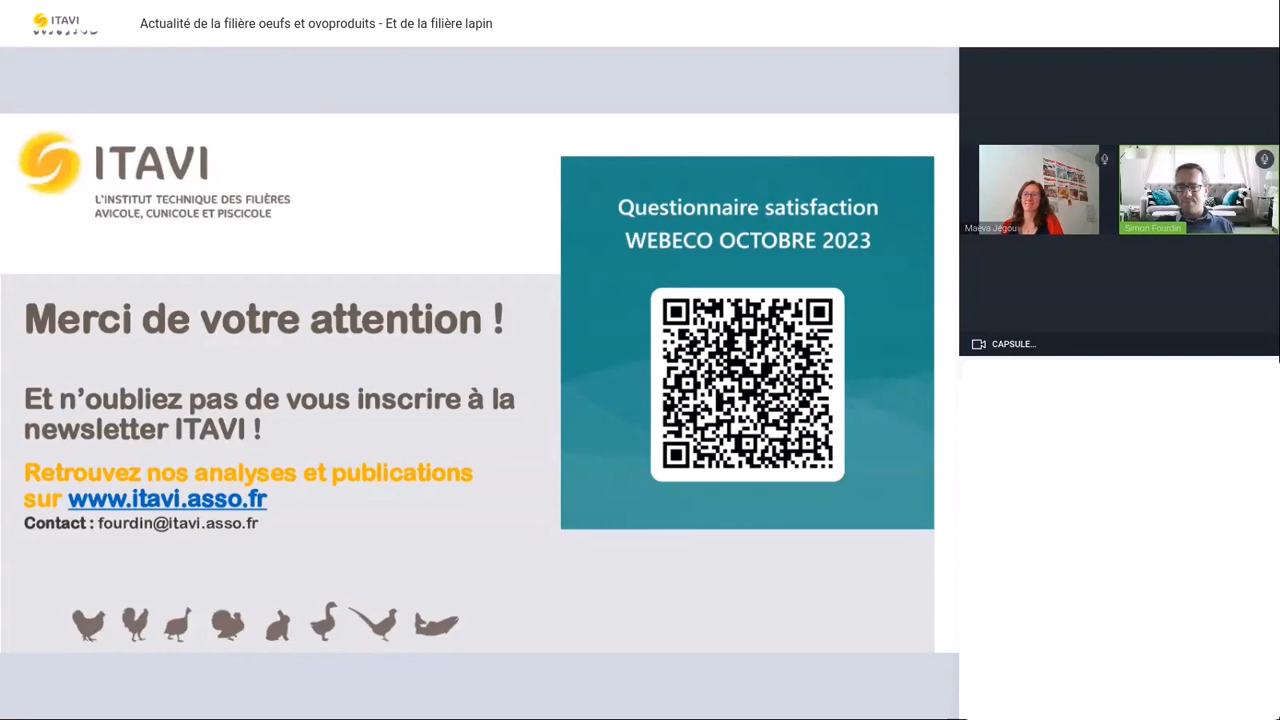 ITAVI
Actualité de la filière oeufs et ovoproduits - Et de la filière lapin
ITAVI
L'INSTITUT TECHNIQUE DES FILIÈRES
AVICOLE, CUNICOLE ET PISCICOLE
Questionnaire satisfaction
WEBECO OCTOBRE 2023
Merci de votre attention !
Et n'oubliez pas de vous inscrire à la
newsletter ITAVI !
Retrouvez nos analyses et publications
sur www.itavi.asso.fr
Contact : fourdin@itavi.asso.fr
Maëva Jégou
Simon Fourdin
CAPSULE...